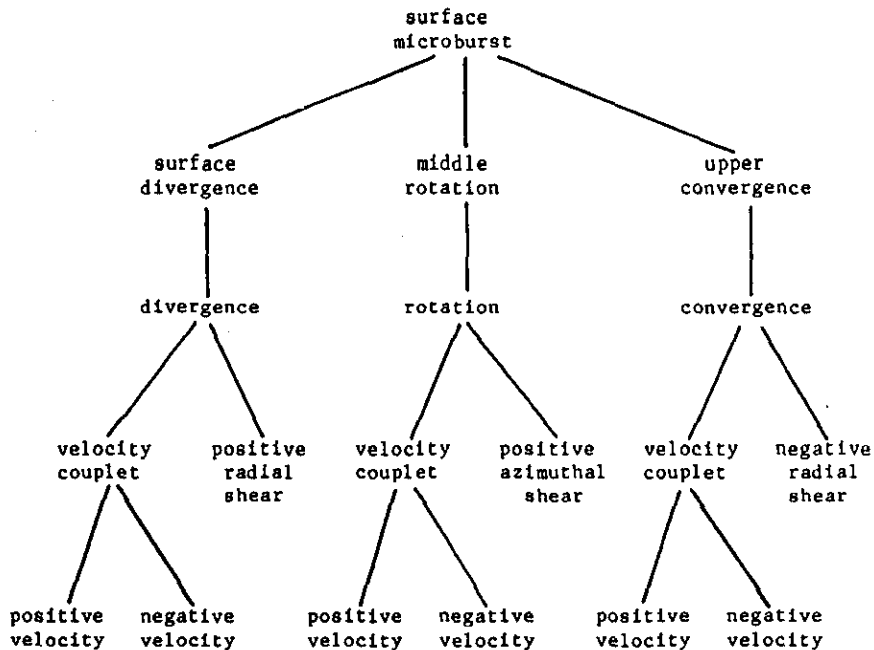 surface
microburst
surface
divergence
middle
rotation
upper
convergence
divergence
rotation
convergence
velocity
couplet
positive
radial
shear
velocity
couplet
positive
azimuthal
shear
velocity
couplet
negative
radial
shear
positive
velocity
negative
velocity
positive
velocity
negative
velocity
positive
velocity
negative
velocity